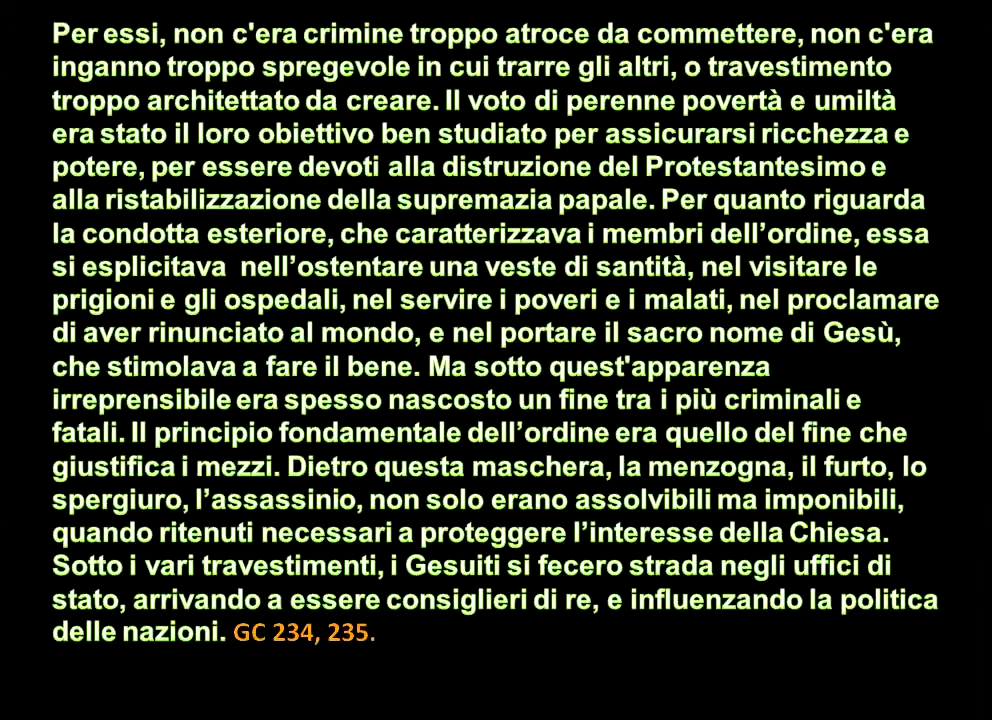 Per essi, non c'era crimine troppo atroce da commettere, non c'era
inganno troppo spregevole in cui trarre gli altri, o travestimento
troppo architettato da creare. Il voto di perenne povertà e umiltà
era stato il loro obiettivo ben studiato per assicurarsi ricchezza e
potere, per essere devoti alla distruzione del Protestantesimo e
alla ristabilizzazione della supremazia papale. Per quanto riguarda
la condotta esteriore, che caratterizzava i membri dell’ordine, essa
si esplicitava  nell’ostentare una veste di santità, nel visitare le
prigioni e gli ospedali, nel servire i poveri e i malati, nel proclamare
di aver rinunciato al mondo, e nel portare il sacro nome di Gesù,
che stimolava a fare il bene. Ma sotto quest'apparenza
irreprensibile era spesso nascosto un fine tra i più criminali e
fatali. Il principio fondamentale dell’ordine era quello del fine che
giustifica i mezzi. Dietro questa maschera, la menzogna, il furto, lo
spergiuro, l’assassinio, non solo erano assolvibili ma imponibili,
quando ritenuti necessari a proteggere l’interesse della Chiesa.
Sotto i vari travestimenti, i Gesuiti si fecero strada negli uffici di
stato, arrivando a essere consiglieri di re, e influenzando la politica
delle nazioni. GC 234, 235.